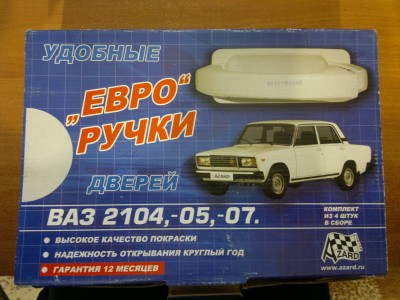 УДОБНЫЕ
„ЕВРО“
РУЧКИ
ДВЕРЕЙ
AZARD
ВАЗ 2104,-05,-07.
КОМПЛЕКТ
ИЗ 4 ШТУК
В СБОРЕ
• ВЫСОКОЕ КАЧЕСТВО ПОКРАСКИ
• НАДЕЖНОСТЬ ОТКРЫВАНИЯ КРУГЛЫЙ ГОД
• ГАРАНТИЯ 12 МЕСЯЦЕВ
AZARD
www.azard.ru